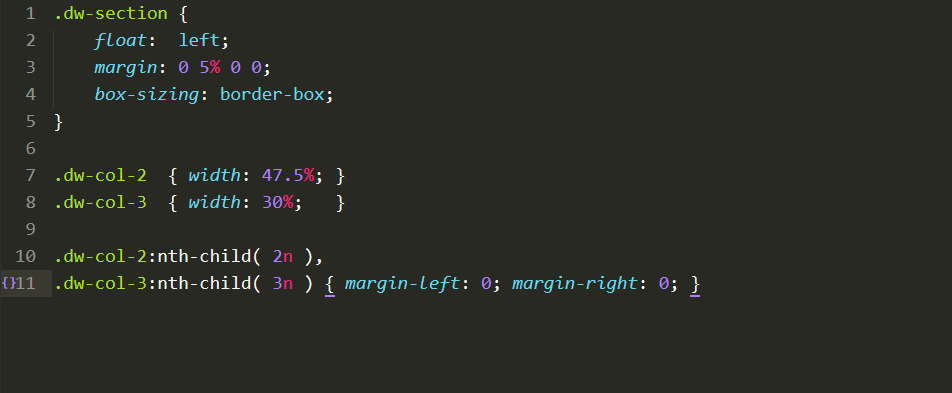 1 .dw-section {
2     float:  left;
3     margin: 0 5% 0 0;
4     box-sizing: border-box;
5 }
6
7 .dw-col-2  { width: 47.5%; }
8 .dw-col-3  { width: 30%;   }
9
10 .dw-col-2:nth-child( 2n ),
{}11 .dw-col-3:nth-child( 3n ) { margin-left: 0; margin-right: 0; }